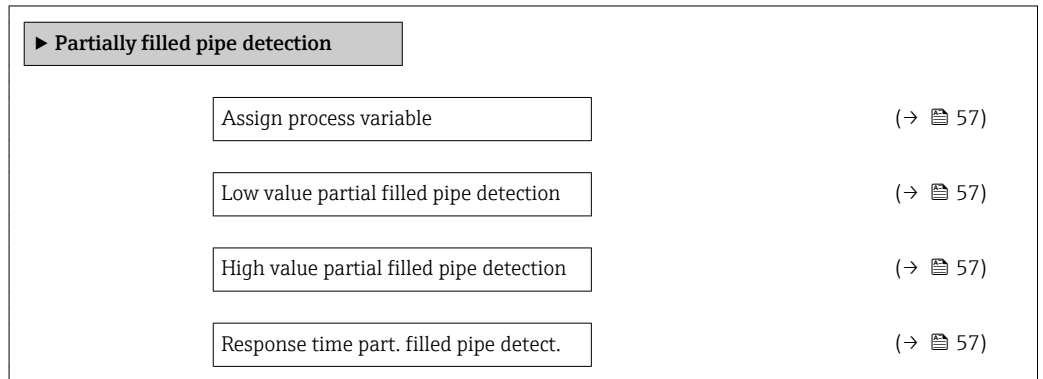 ▶ Partially filled pipe detection
Assign process variable (→ 🖺 57)
Low value partial filled pipe detection (→ 🖺 57)
High value partial filled pipe detection (→ 🖺 57)
Response time part. filled pipe detect. (→ 🖺 57)